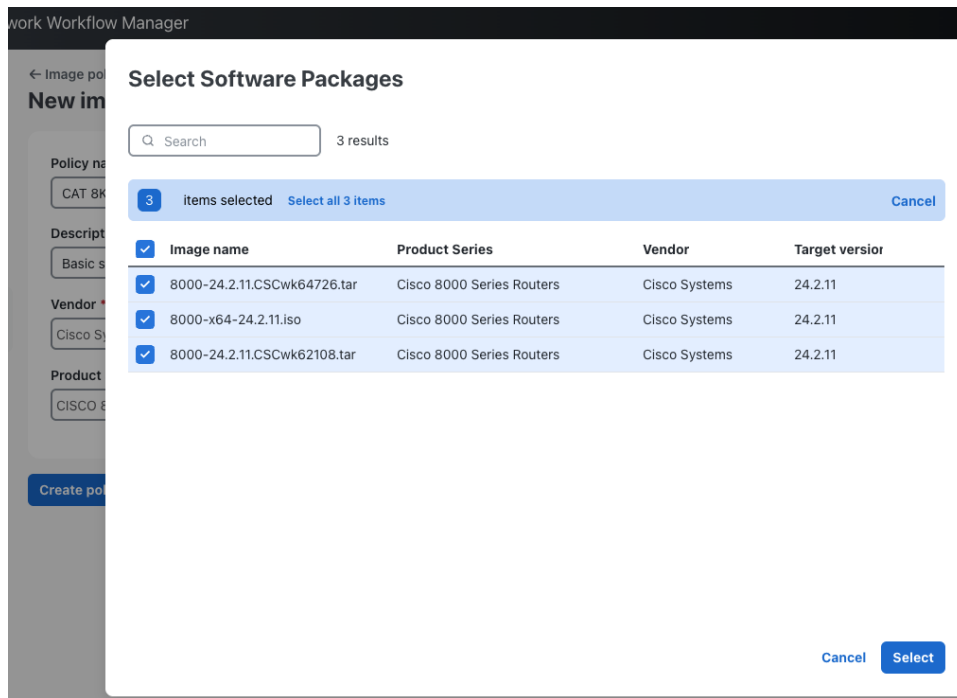 work Workflow Manager
← Image pol
New im
Select Software Packages
Search
3 results
Policy na
CAT 8K
3 items selected Select all 3 items Cancel
Descript
Basic s
Image name Product Series Vendor Target version
8000-24.2.11.CSCwk64726.tar Cisco 8000 Series Routers Cisco Systems 24.2.11
Vendor *
Cisco Sy
8000-x64-24.2.11.iso Cisco 8000 Series Routers Cisco Systems 24.2.11
8000-24.2.11.CSCwk62108.tar Cisco 8000 Series Routers Cisco Systems 24.2.11
Product
CISCO 8
Create pol
Cancel Select